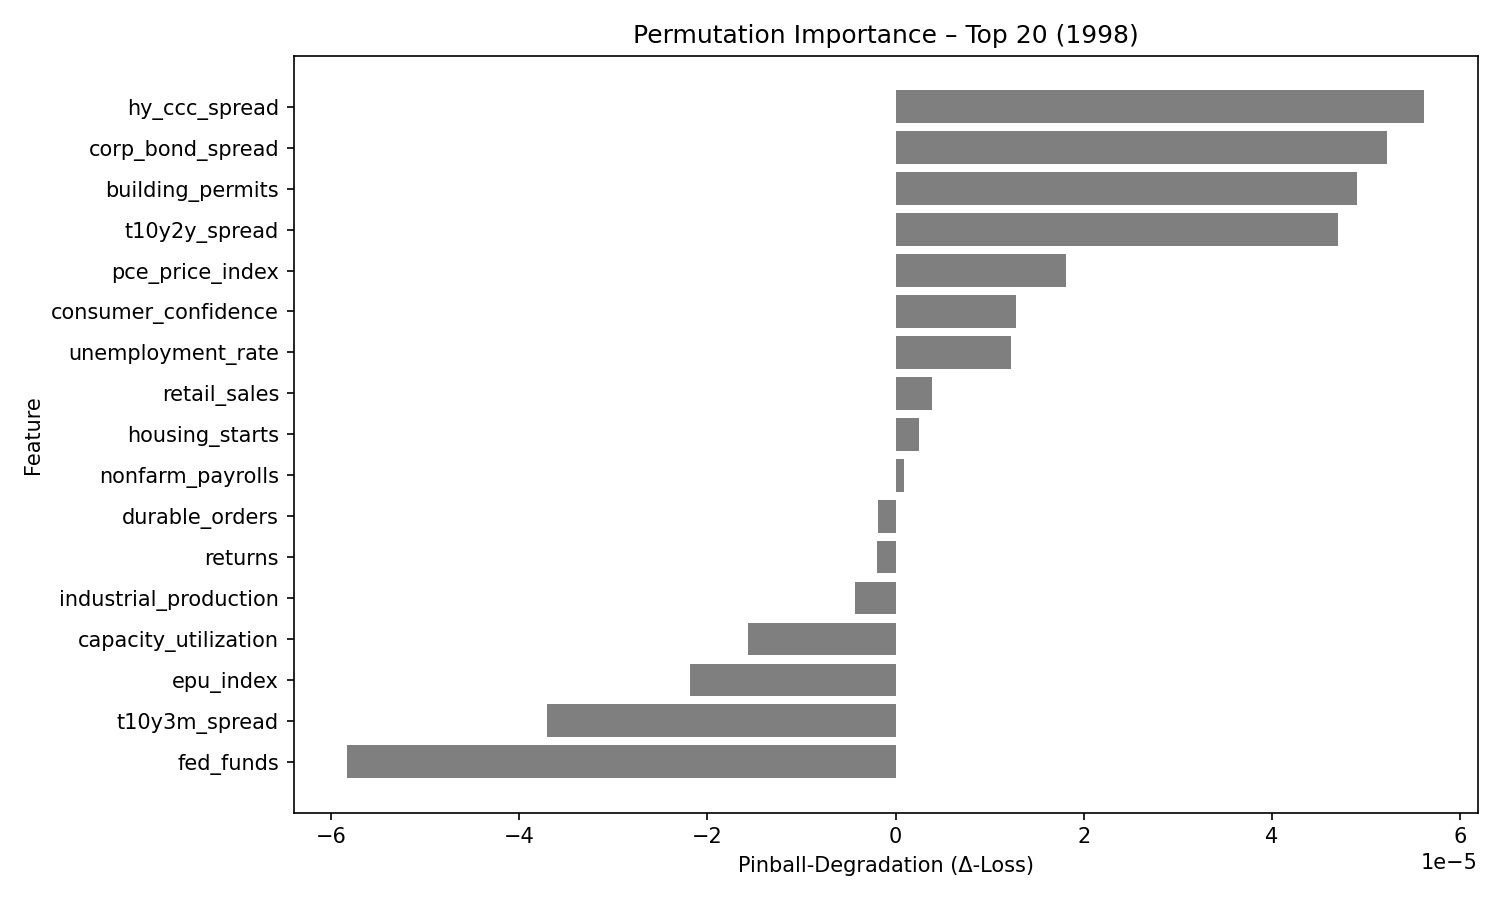 Permutation Importance – Top 20 (1998)
Feature
hy_ccc_spread
corp_bond_spread
building_permits
t10y2y_spread
pce_price_index
consumer_confidence
unemployment_rate
retail_sales
housing_starts
nonfarm_payrolls
durable_orders
returns
industrial_production
capacity_utilization
epu_index
t10y3m_spread
fed_funds
−6 −4 −2 0 2 4 6
1e−5
Pinball-Degradation (Δ-Loss)